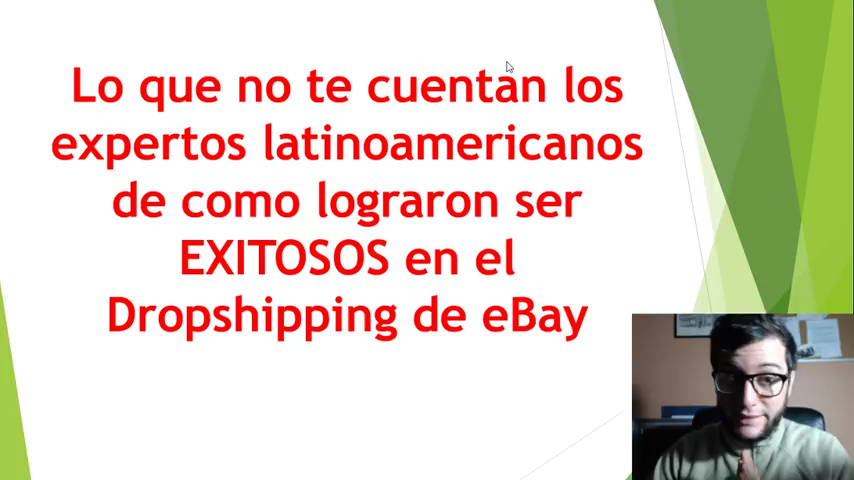 Lo que no te cuentan los
expertos latinoamericanos
de como lograron ser
EXITOSOS en el
Dropshipping de eBay